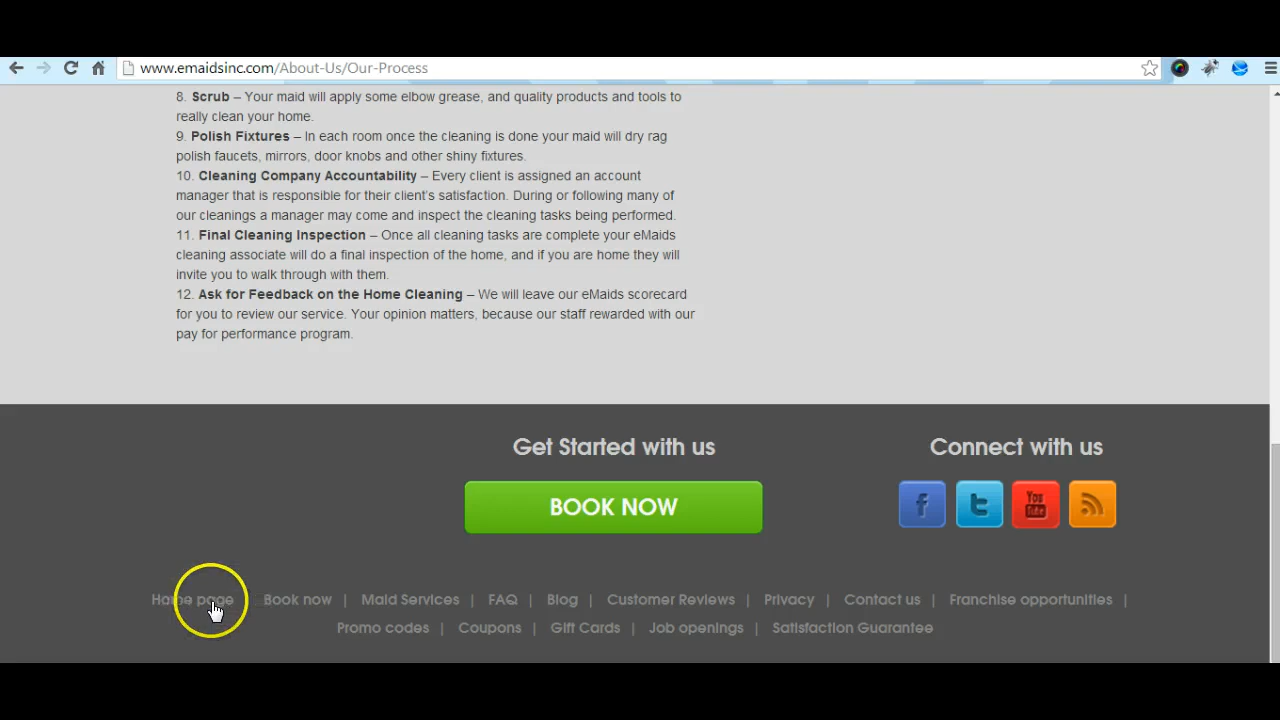 www.emaidsinc.com/About-Us/Our-Process
8. Scrub – Your maid will apply some elbow grease, and quality products and tools to
really clean your home.
9. Polish Fixtures – In each room once the cleaning is done your maid will dry rag
polish faucets, mirrors, door knobs and other shiny fixtures.
10. Cleaning Company Accountability – Every client is assigned an account
manager that is responsible for their client's satisfaction. During or following many of
our cleanings a manager may come and inspect the cleaning tasks being performed.
11. Final Cleaning Inspection – Once all cleaning tasks are complete your eMaids
cleaning associate will do a final inspection of the home, and if you are home they will
invite you to walk through with them.
12. Ask for Feedback on the Home Cleaning – We will leave our eMaids scorecard
for you to review our service. Your opinion matters, because our staff rewarded with our
pay for performance program.
Get Started with us
Connect with us
BOOK NOW
f t You Tube
Home page Book now | Maid Services | FAQ | Blog | Customer Reviews | Privacy | Contact us | Franchise opportunities |
Promo codes | Coupons | Gift Cards | Job openings | Satisfaction Guarantee